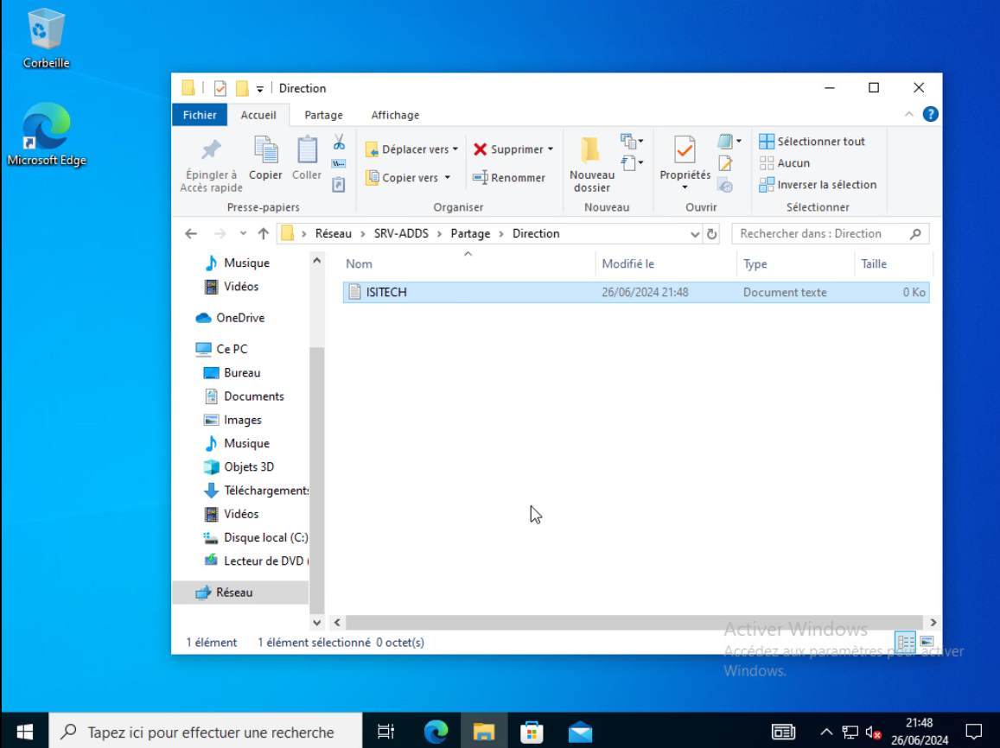 Corbeille
Microsoft Edge
Direction
Fichier Accueil Partage Affichage
Épingler à Accès rapide
Copier
Coller
Presse-papiers
Déplacer vers
Copier vers
Supprimer
Renommer
Organiser
Nouveau dossier
Nouveau
Propriétés
Ouvrir
Sélectionner tout
Aucun
Inverser la sélection
Sélectionner
Réseau > SRV-ADDS > Partage > Direction
Rechercher dans : Direction
Musique
Vidéos
OneDrive
Ce PC
Bureau
Documents
Images
Musique
Objets 3D
Téléchargements
Vidéos
Disque local (C:)
Lecteur de DVD (
Réseau
Nom Modifié le Type Taille
ISITECH 26/06/2024 21:48 Document texte 0 Ko
1 élément 1 élément sélectionné 0 octet(s)
Activer Windows
Accédez aux paramètres pour activer
Windows.
Tapez ici pour effectuer une recherche
21:48
26/06/2024